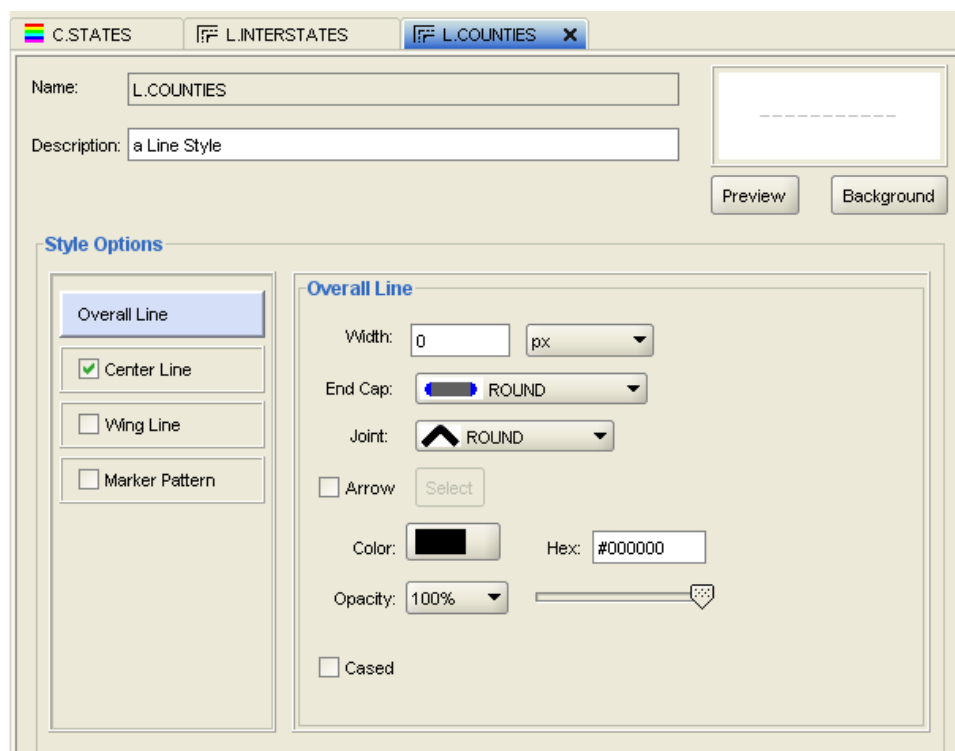 C.STATES L.INTERSTATES L.COUNTIES X
Name: L.COUNTIES
Description: a Line Style
Preview Background
Style Options
Overall Line
Center Line
Wing Line
Marker Pattern
Overall Line
Width: 0 px
End Cap: ROUND
Joint: ROUND
Arrow Select
Color: Hex: #000000
Opacity: 100%
Cased